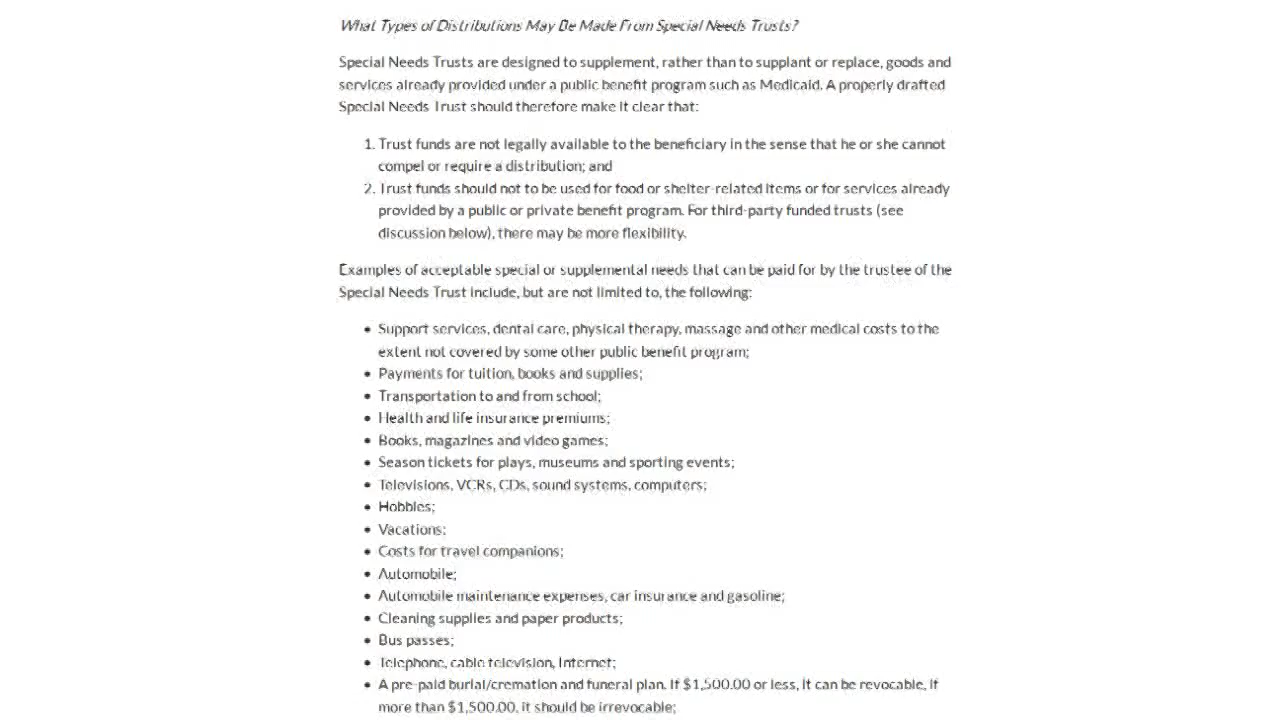 What Types of Distributions May Be Made From Special Needs Trusts?
Special Needs Trusts are designed to supplement, rather than to supplant or replace, goods and
services already provided under a public benefit program such as Medicaid. A properly drafted
Special Needs Trust should therefore make it clear that:
1. Trust funds are not legally available to the beneficiary in the sense that he or she cannot
compel or require a distribution; and
2. Trust funds should not to be used for food or shelter-related items or for services already
provided by a public or private benefit program. For third-party funded trusts (see
discussion below), there may be more flexibility.
Examples of acceptable special or supplemental needs that can be paid for by the trustee of the
Special Needs Trust include, but are not limited to, the following:
• Support services, dental care, physical therapy, massage and other medical costs to the
extent not covered by some other public benefit program;
• Payments for tuition, books and supplies;
• Transportation to and from school;
• Health and life insurance premiums;
• Books, magazines and video games;
• Season tickets for plays, museums and sporting events;
• Televisions, VCRs, CDs, sound systems, computers;
• Hobbies;
• Vacations;
• Costs for travel companions;
• Automobile;
• Automobile maintenance expenses, car insurance and gasoline;
• Cleaning supplies and paper products;
• Bus passes;
• Telephone, cable television, Internet;
• A pre-paid burial/cremation and funeral plan. If $1,500.00 or less, it can be revocable, if
more than $1,500.00, it should be irrevocable;